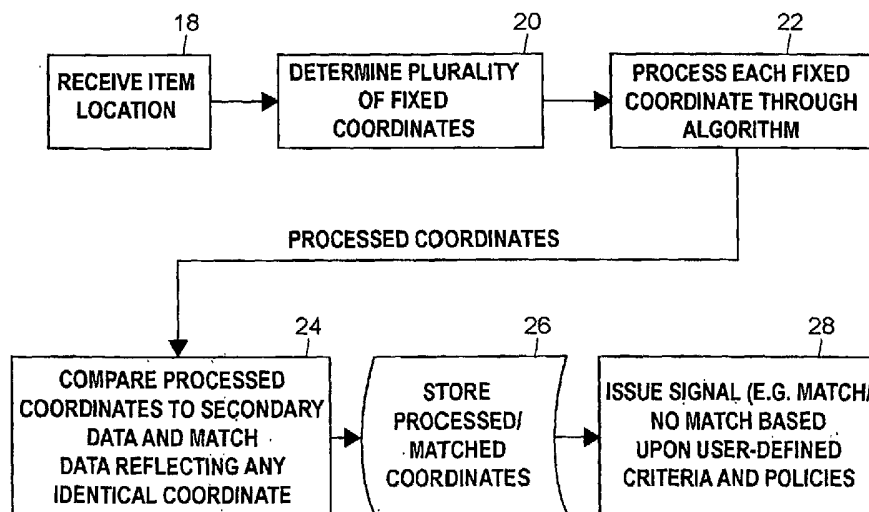 18
RECEIVE ITEM
LOCATION
20
DETERMINE PLURALITY
OF FIXED
COORDINATES
22
PROCESS EACH FIXED
COORDINATE THROUGH
ALGORITHM
PROCESSED COORDINATES
24
COMPARE PROCESSED
COORDINATES TO SECONDARY
DATA AND MATCH
DATA REFLECTING ANY
IDENTICAL COORDINATE
26
STORE
PROCESSED/
MATCHED
COORDINATES
28
ISSUE SIGNAL (E.G. MATCH/
NO MATCH BASED
UPON USER-DEFINED
CRITERIA AND POLICIES